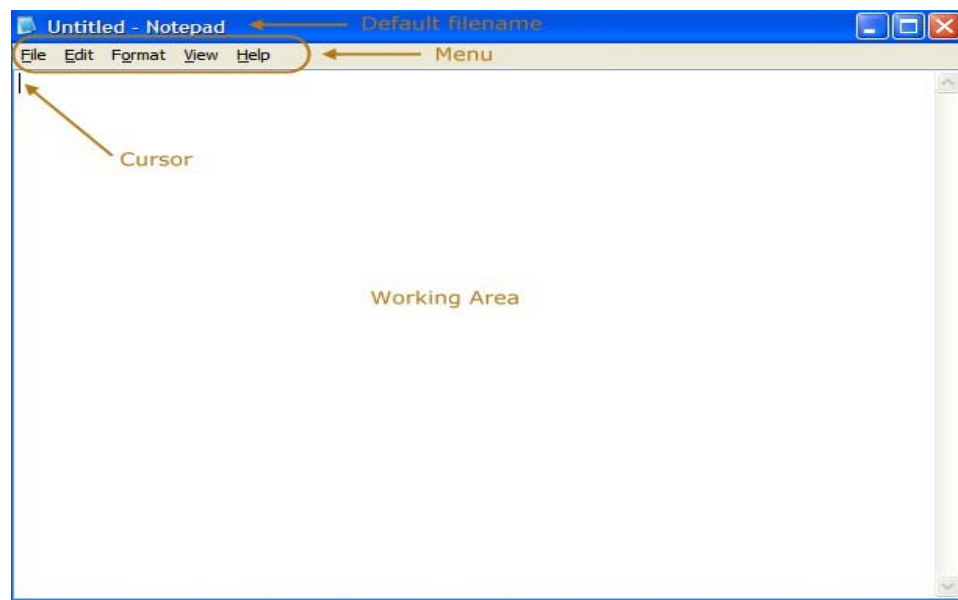 Untitled - Notepad Default filename
File Edit Format View Help Menu
Cursor
Working Area